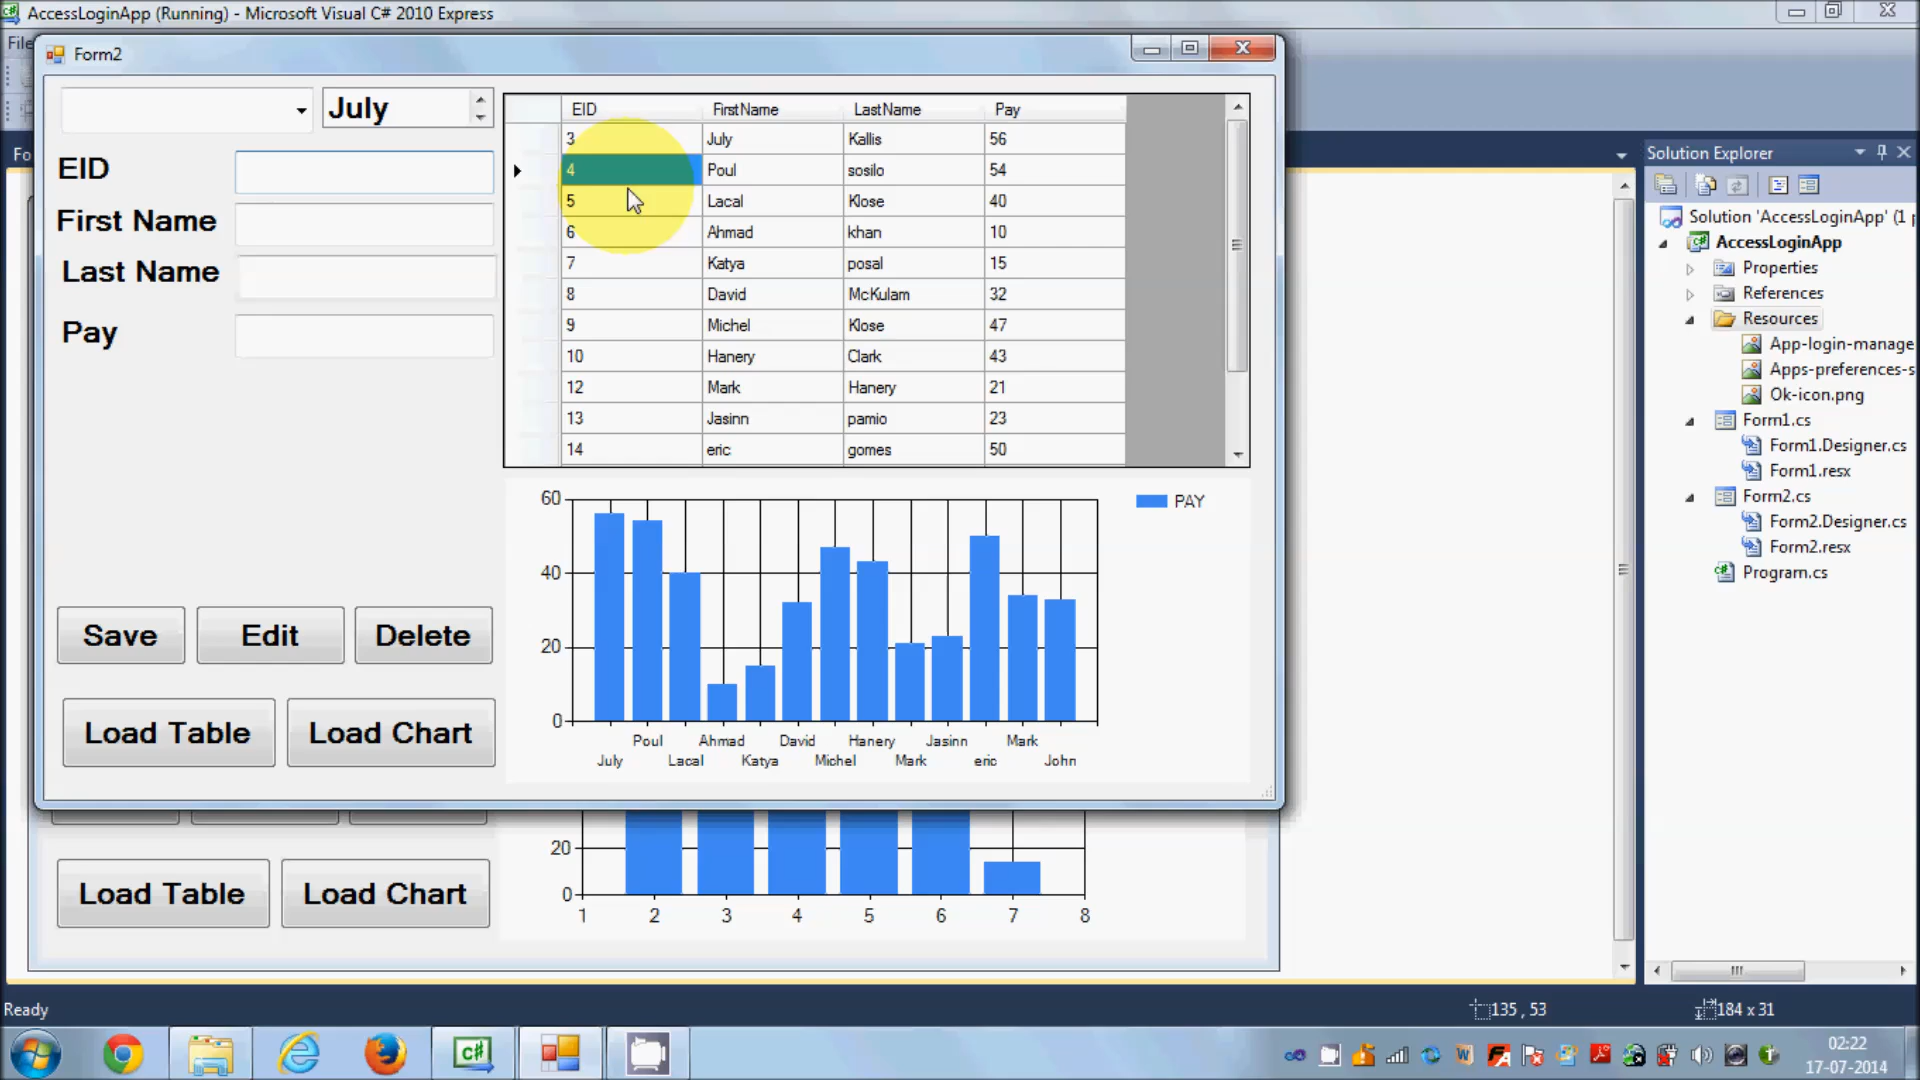 AccessLoginApp (Running) - Microsoft Visual C# 2010 Express
File
Form2
July
EID
First Name
Last Name
Pay
EID FirstName LastName Pay
3 July Kallis 56
4 Poul sosilo 54
5 Lacal Klose 40
6 Ahmad khan 10
7 Katya posal 15
8 David McKulam 32
9 Michel Klose 47
10 Hanery Clark 43
12 Mark Hanery 21
13 Jasinn pamio 23
14 eric gomes 50
Save Edit Delete
Load Table Load Chart
60
40
20
0
PAY
Poul Ahmad David Hanery Jasinn Mark
July Lacal Katya Michel Mark eric John
Load Table Load Chart
20
0
1 2 3 4 5 6 7 8
Fo
Solution Explorer
Solution 'AccessLoginApp' (1 p
AccessLoginApp
Properties
References
Resources
App-login-manage
Apps-preferences-s
Ok-icon.png
Form1.cs
Form1.Designer.cs
Form1.resx
Form2.cs
Form2.Designer.cs
Form2.resx
Program.cs
Ready
135 , 53
184 x 31
02:22
17-07-2014